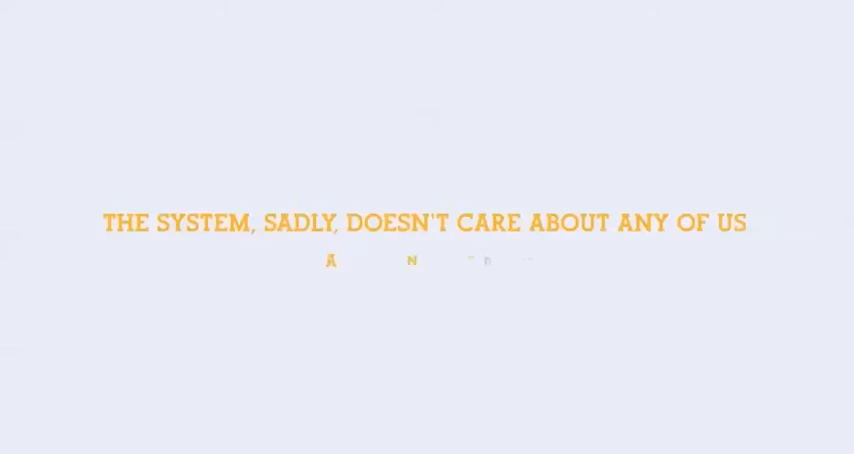 THE SYSTEM, SADLY, DOESN'T CARE ABOUT ANY OF US